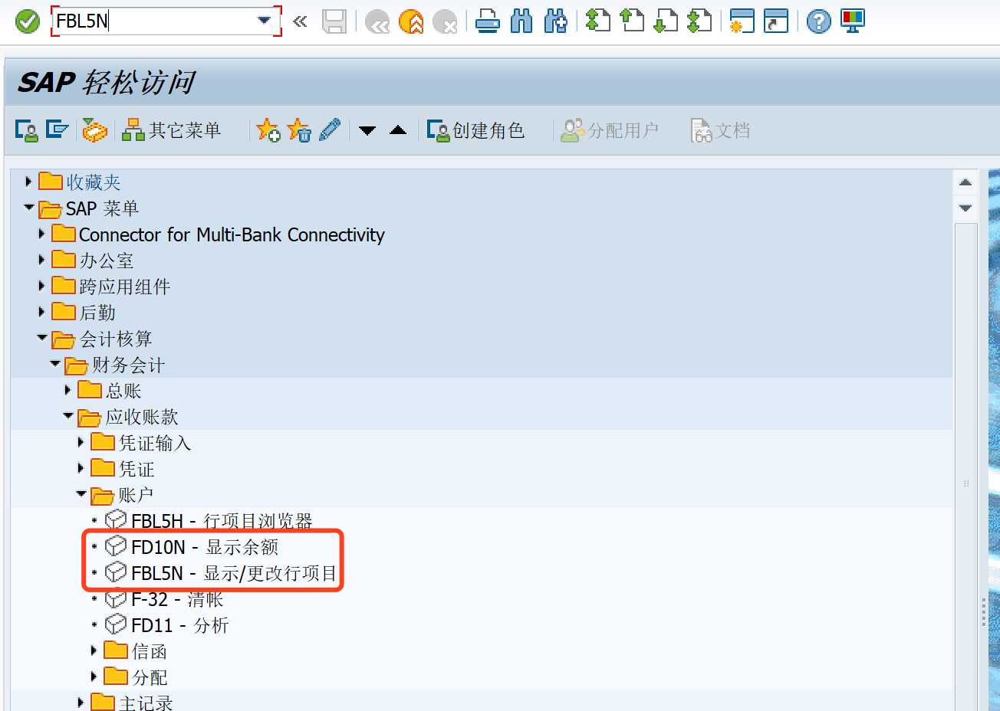 FBL5N
SAP 轻松访问
其它菜单 创建角色 分配用户 文档
收藏夹
SAP 菜单
Connector for Multi-Bank Connectivity
办公室
跨应用组件
后勤
会计核算
财务会计
总账
应收账款
凭证输入
凭证
账户
FBL5H - 行项目浏览器
FD10N - 显示余额
FBL5N - 显示/更改行项目
F-32 - 清帐
FD11 - 分析
信函
分配
主记录